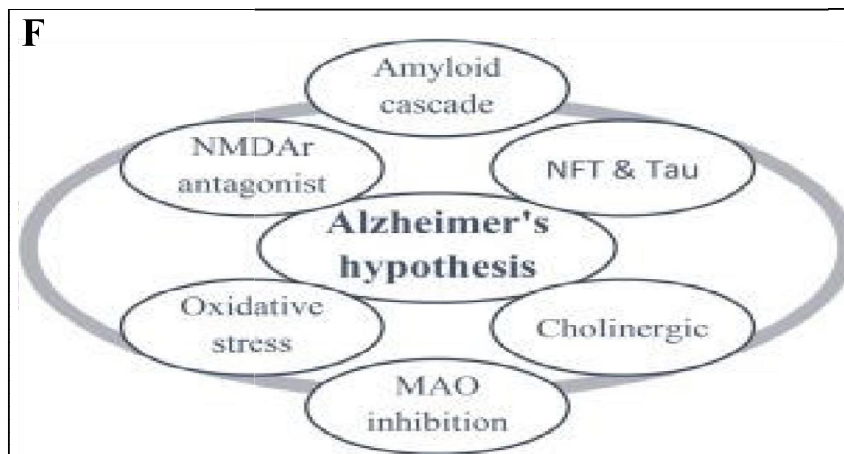 F
Amyloid
cascade
NMDAr
antagonist
NFT & Tau
Alzheimer's
hypothesis
Oxidative
stress
Cholinergic
MAO
inhibition